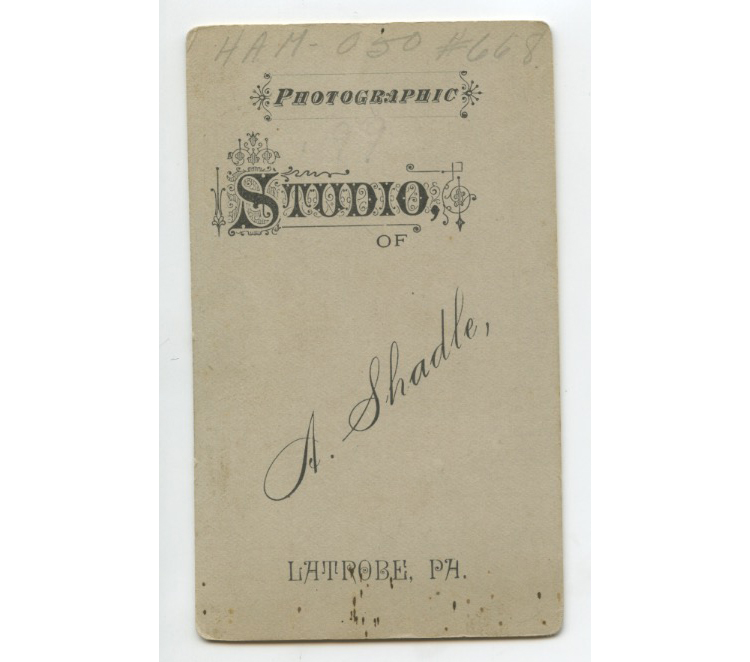 HAM-050 #668
PHOTOGRAPHIC
STUDIO,
OF
A. Shadle,
LATROBE, PA.